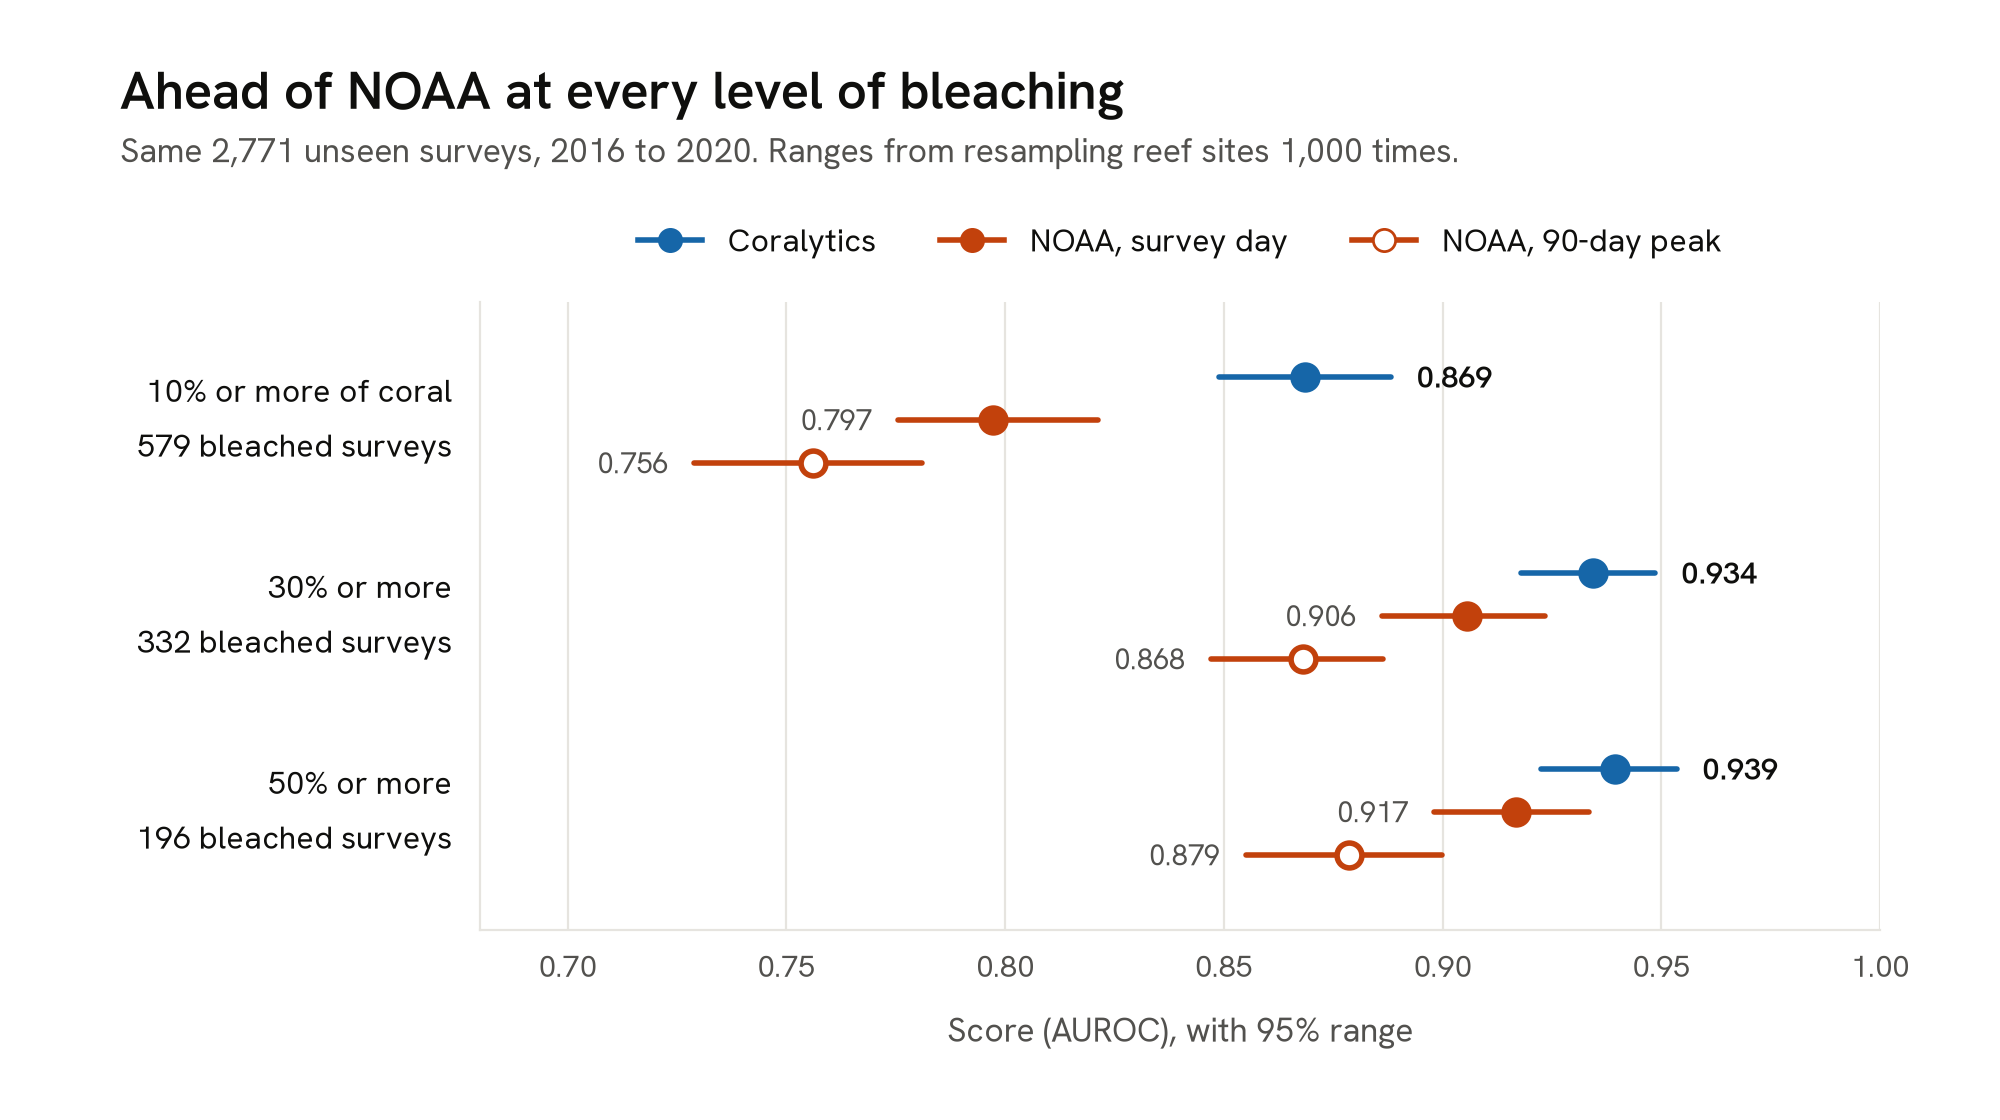 Ahead of NOAA at every level of bleaching
Same 2,771 unseen surveys, 2016 to 2020. Ranges from resampling reef sites 1,000 times.
Coralytics
NOAA, survey day
NOAA, 90-day peak
10% or more of coral
579 bleached surveys
0.869
0.797
0.756
30% or more
332 bleached surveys
0.934
0.906
0.868
50% or more
196 bleached surveys
0.939
0.917
0.879
0.70 0.75 0.80 0.85 0.90 0.95 1.00
Score (AUROC), with 95% range